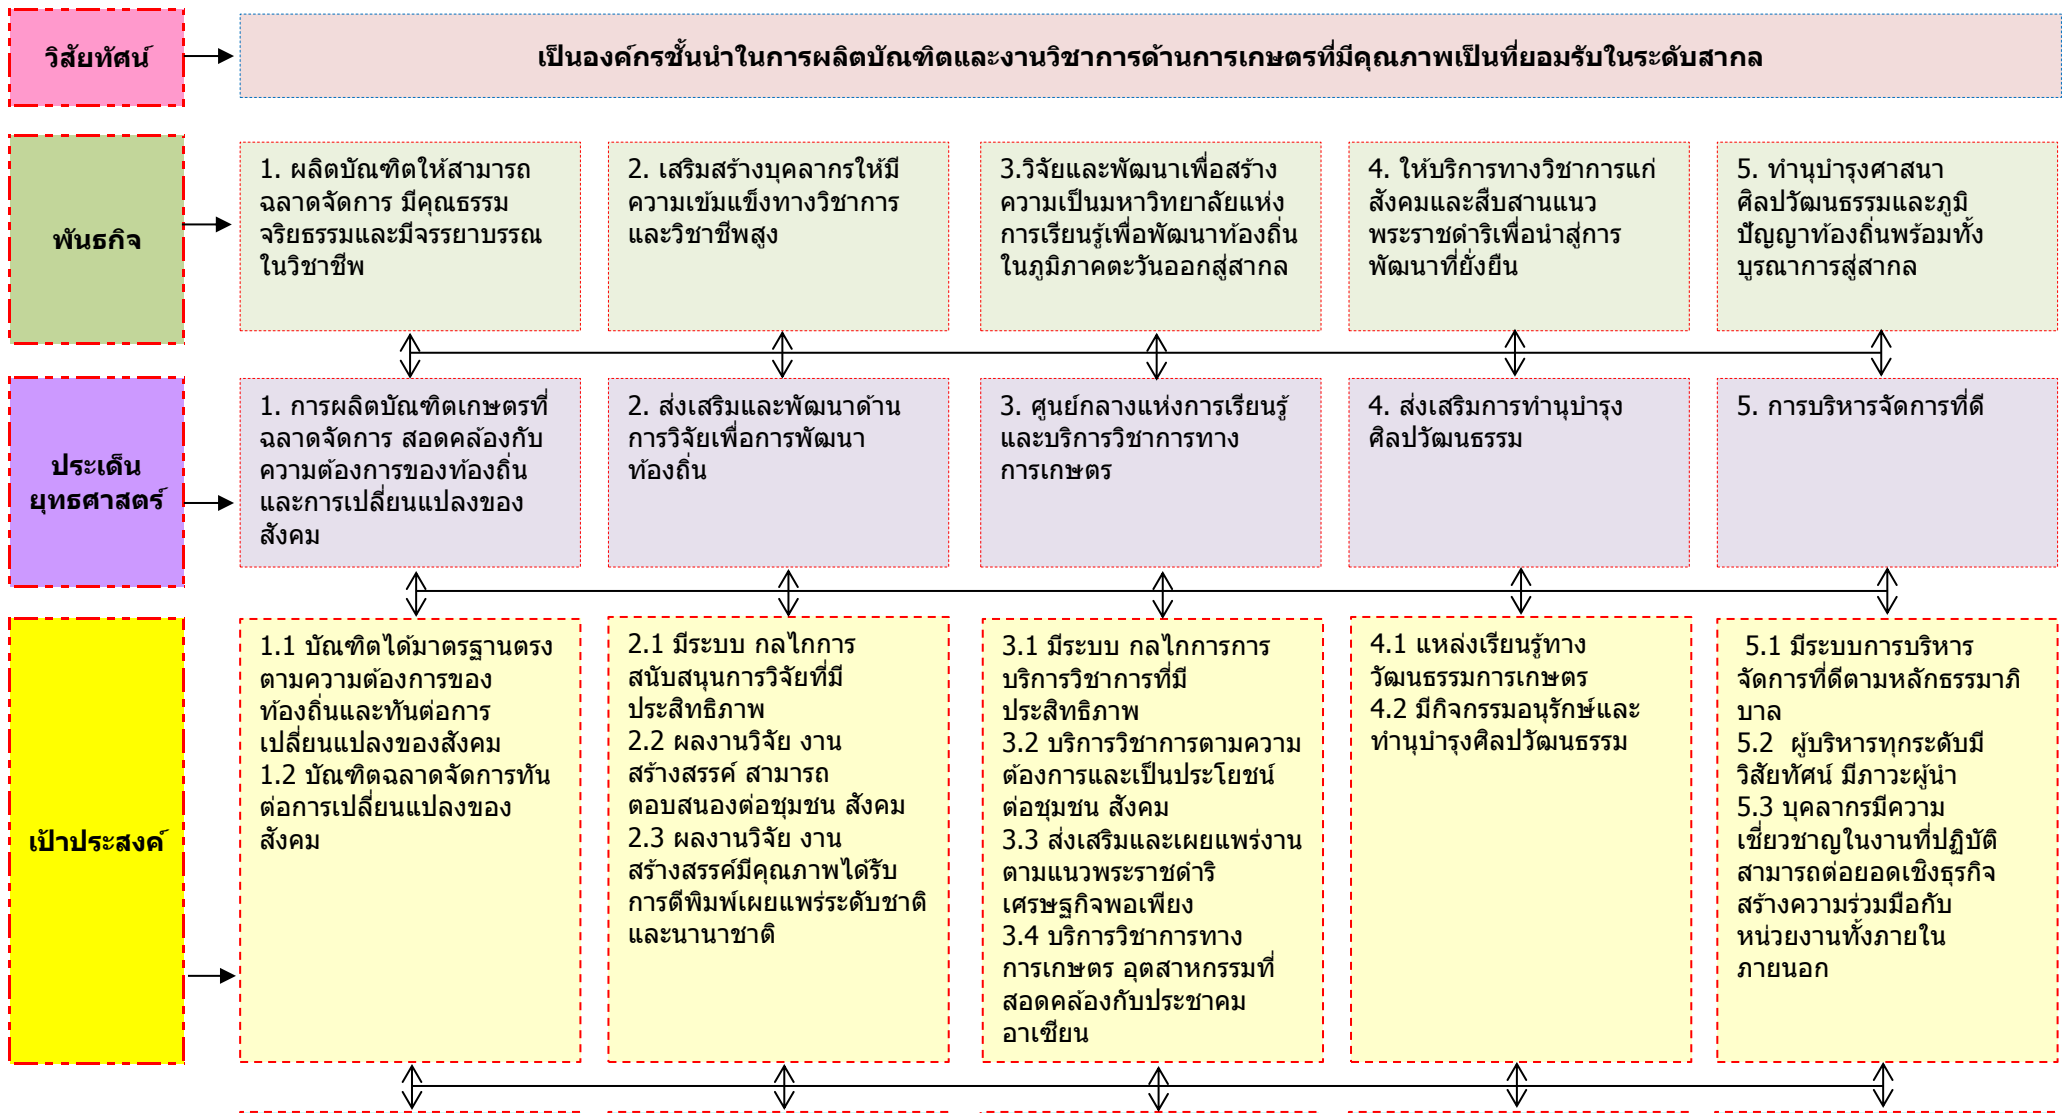 วิสัยทัศน์
เป็นองค์กรชั้นนำในการผลิตบัณฑิตและงานวิชาการด้านการเกษตรที่มีคุณภาพเป็นที่ยอมรับในระดับสากล
พันธกิจ
1. ผลิตบัณฑิตให้สามารถ
ฉลาดจัดการ มีคุณธรรม
จริยธรรมและมีจรรยาบรรณ
ในวิชาชีพ
2. เสริมสร้างบุคลากรให้มี
ความเข้มแข็งทางวิชาการ
และวิชาชีพสูง
3.วิจัยและพัฒนาเพื่อสร้าง
ความเป็นมหาวิทยาลัยแห่ง
การเรียนรู้เพื่อพัฒนาท้องถิ่น
ในภูมิภาคตะวันออกสู่สากล
4. ให้บริการทางวิชาการแก่
สังคมและสืบสานแนว
พระราชดำริเพื่อนำสู่การ
พัฒนาที่ยั่งยืน
5. ทำนุบำรุงศาสนา
ศิลปวัฒนธรรมและภูมิ
ปัญญาท้องถิ่นพร้อมทั้ง
บูรณาการสู่สากล
ประเด็น
ยุทธศาสตร์
1. การผลิตบัณฑิตเกษตรที่
ฉลาดจัดการ สอดคล้องกับ
ความต้องการของท้องถิ่น
และการเปลี่ยนแปลงของ
สังคม
2. ส่งเสริมและพัฒนาด้าน
การวิจัยเพื่อการพัฒนา
ท้องถิ่น
3. ศูนย์กลางแห่งการเรียนรู้
และบริการวิชาการทาง
การเกษตร
4. ส่งเสริมการทำนุบำรุง
ศิลปวัฒนธรรม
5. การบริหารจัดการที่ดี
เป้าประสงค์
1.1 บัณฑิตได้มาตรฐานตรง
ตามความต้องการของ
ท้องถิ่นและทันต่อการ
เปลี่ยนแปลงของสังคม
1.2 บัณฑิตฉลาดจัดการทัน
ต่อการเปลี่ยนแปลงของ
สังคม
2.1 มีระบบ กลไกการ
สนับสนุนการวิจัยที่มี
ประสิทธิภาพ
2.2 ผลงานวิจัย งาน
สร้างสรรค์ สามารถ
ตอบสนองต่อชุมชน สังคม
2.3 ผลงานวิจัย งาน
สร้างสรรค์มีคุณภาพได้รับ
การตีพิมพ์เผยแพร่ระดับชาติ
และนานาชาติ
3.1 มีระบบ กลไกการการ
บริการวิชาการที่มี
ประสิทธิภาพ
3.2 บริการวิชาการตามความ
ต้องการและเป็นประโยชน์
ต่อชุมชน สังคม
3.3 ส่งเสริมและเผยแพร่งาน
ตามแนวพระราชดำริ
เศรษฐกิจพอเพียง
3.4 บริการวิชาการทาง
การเกษตร อุตสาหกรรมที่
สอดคล้องกับประชาคม
อาเซียน
4.1 แหล่งเรียนรู้ทาง
วัฒนธรรมการเกษตร
4.2 มีกิจกรรมอนุรักษ์และ
ทำนุบำรุงศิลปวัฒนธรรม
5.1 มีระบบการบริหาร
จัดการที่ดีตามหลักธรรมาภิ
บาล
5.2 ผู้บริหารทุกระดับมี
วิสัยทัศน์ มีภาวะผู้นำ
5.3 บุคลากรมีความ
เชี่ยวชาญในงานที่ปฏิบัติ
สามารถต่อยอดเชิงธุรกิจ
สร้างความร่วมมือกับ
หน่วยงานทั้งภายใน
ภายนอก